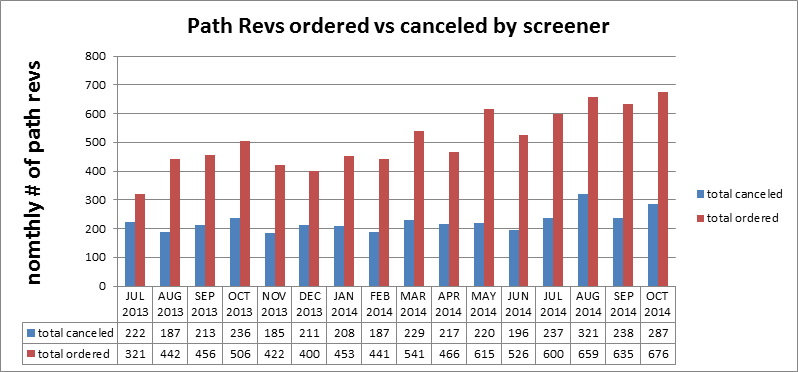 Path Revs ordered vs canceled by screener
nomthly # of path revs
800
700
600
500
400
300
200
100
0
JUL 2013 AUG 2013 SEP 2013 OCT 2013 NOV 2013 DEC 2013 JAN 2014 FEB 2014 MAR 2014 APR 2014 MAY 2014 JUN 2014 JUL 2014 AUG 2014 SEP 2014 OCT 2014
total canceled 222 187 213 236 185 211 208 187 229 217 220 196 237 321 238 287
total ordered 321 442 456 506 422 400 453 441 541 466 615 526 600 659 635 676
total canceled
total ordered